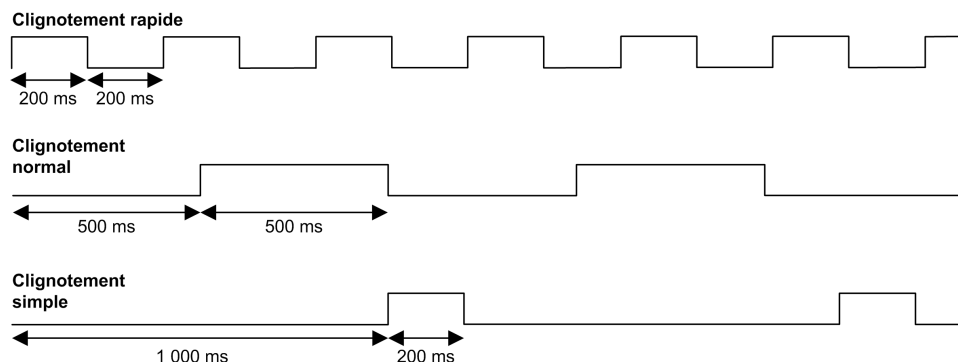 Clignotement rapide
200 ms 200 ms
Clignotement
normal
500 ms 500 ms
Clignotement
simple
1 000 ms 200 ms